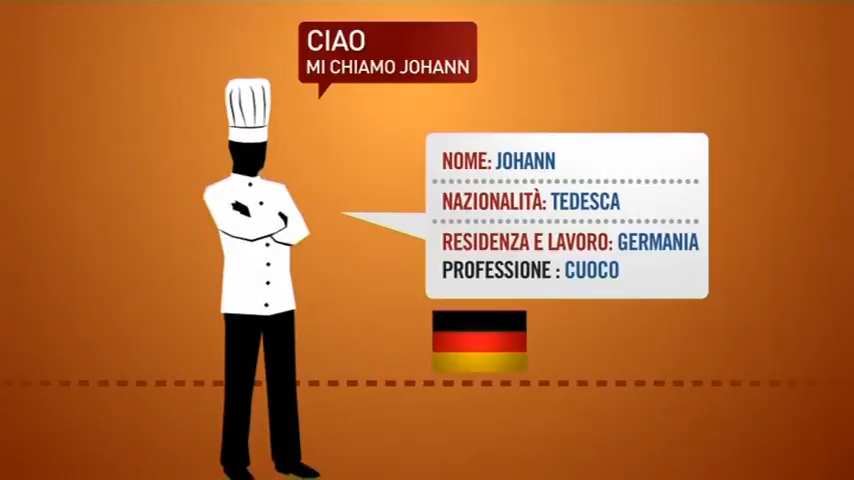 CIAO
MI CHIAMO JOHANN
NOME: JOHANN
NAZIONALITÀ: TEDESCA
RESIDENZA E LAVORO: GERMANIA
PROFESSIONE : CUOCO